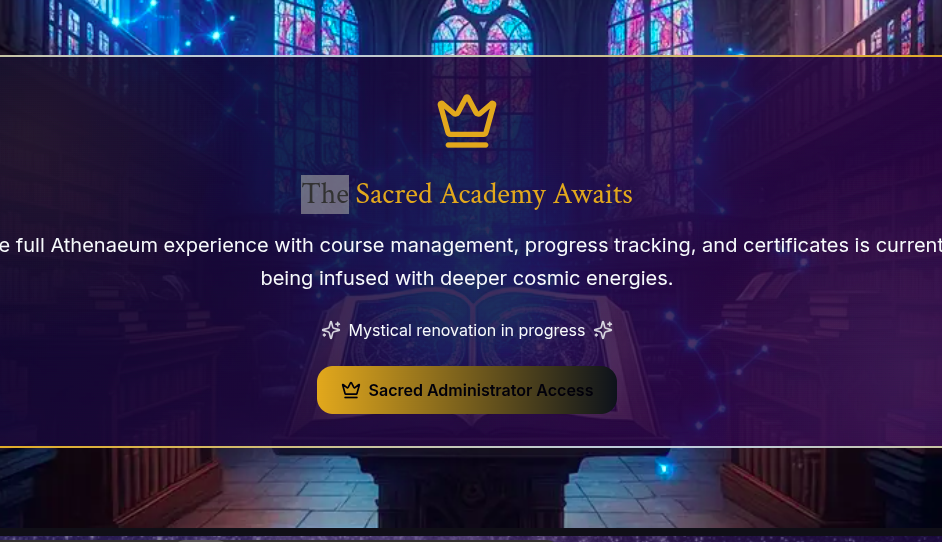 The Sacred Academy Awaits
e full Athenaeum experience with course management, progress tracking, and certificates is current
being infused with deeper cosmic energies.
Mystical renovation in progress
Sacred Administrator Access